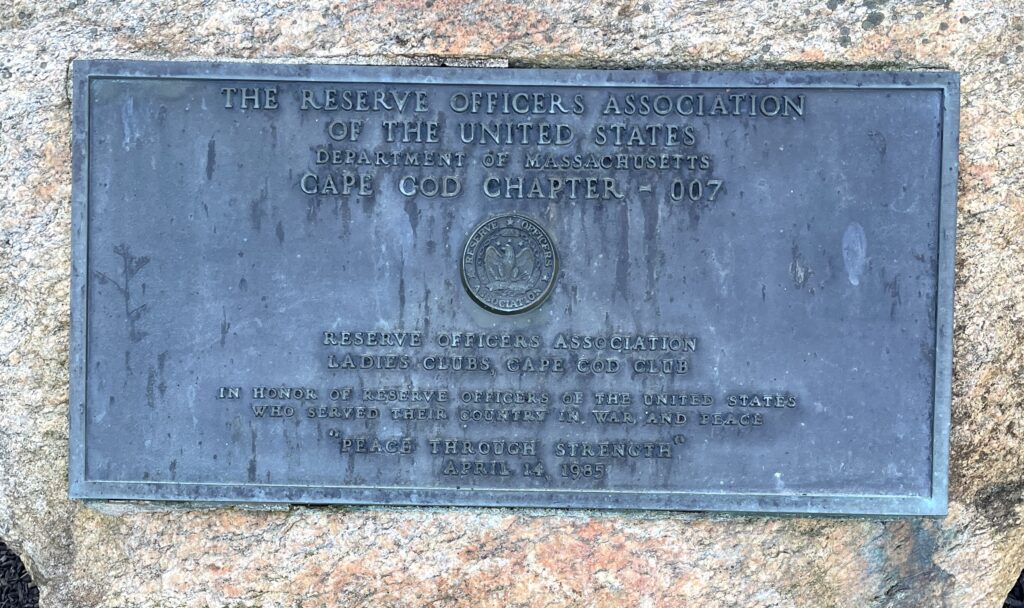 THE RESERVE OFFICERS ASSOCIATION
OF THE UNITED STATES
DEPARTMENT OF MASSACHUSETTS
CAPE COD CHAPTER - 007
RESERVE ★ OFFICERS ★ ASSOCIATION ★
RESERVE OFFICERS ASSOCIATION
LADIES CLUBS, CAPE COD CLUB
IN HONOR OF RESERVE OFFICERS OF THE UNITED STATES
WHO SERVED THEIR COUNTRY IN WAR AND PEACE
"PEACE THROUGH STRENGTH"
APRIL 14, 1985